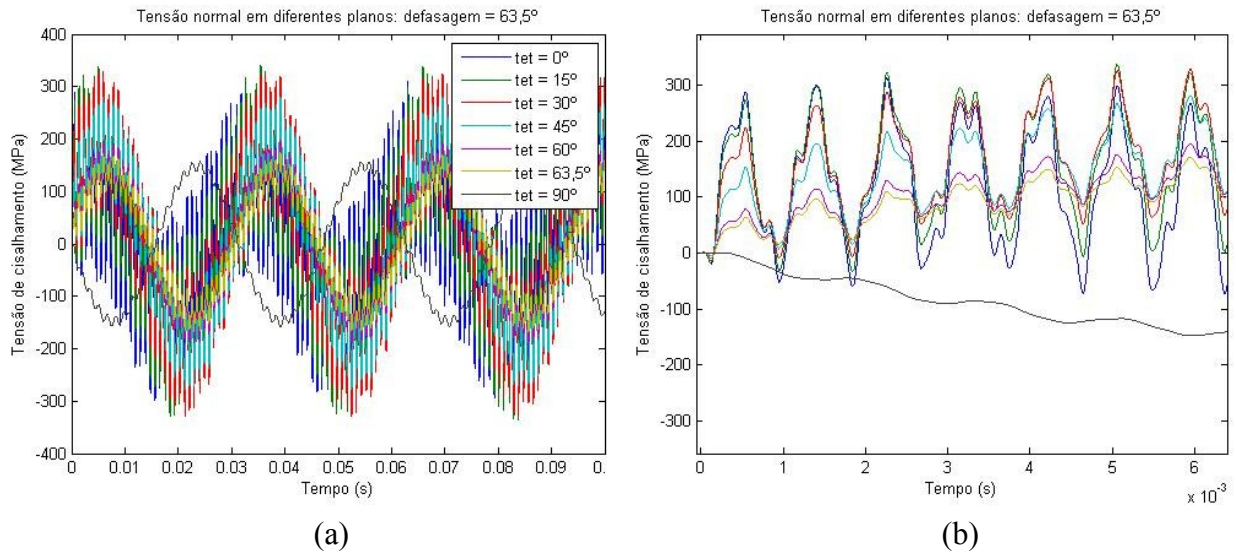 Tensão normal em diferentes planos: defasagem = 63,5º
Tensão de cisalhamento (MPa)
400
300
200
100
0
-100
-200
-300
-400
tet = 0º
tet = 15º
tet = 30º
tet = 45º
tet = 60º
tet = 63,5º
tet = 90º
0 0.01 0.02 0.03 0.04 0.05 0.06 0.07 0.08 0.09 0.
Tempo (s)
(a)
Tensão normal em diferentes planos: defasagem = 63,5º
Tensão de cisalhamento (MPa)
300
200
100
0
-100
-200
-300
0 1 2 3 4 5 6
Tempo (s)
x 10-3
(b)